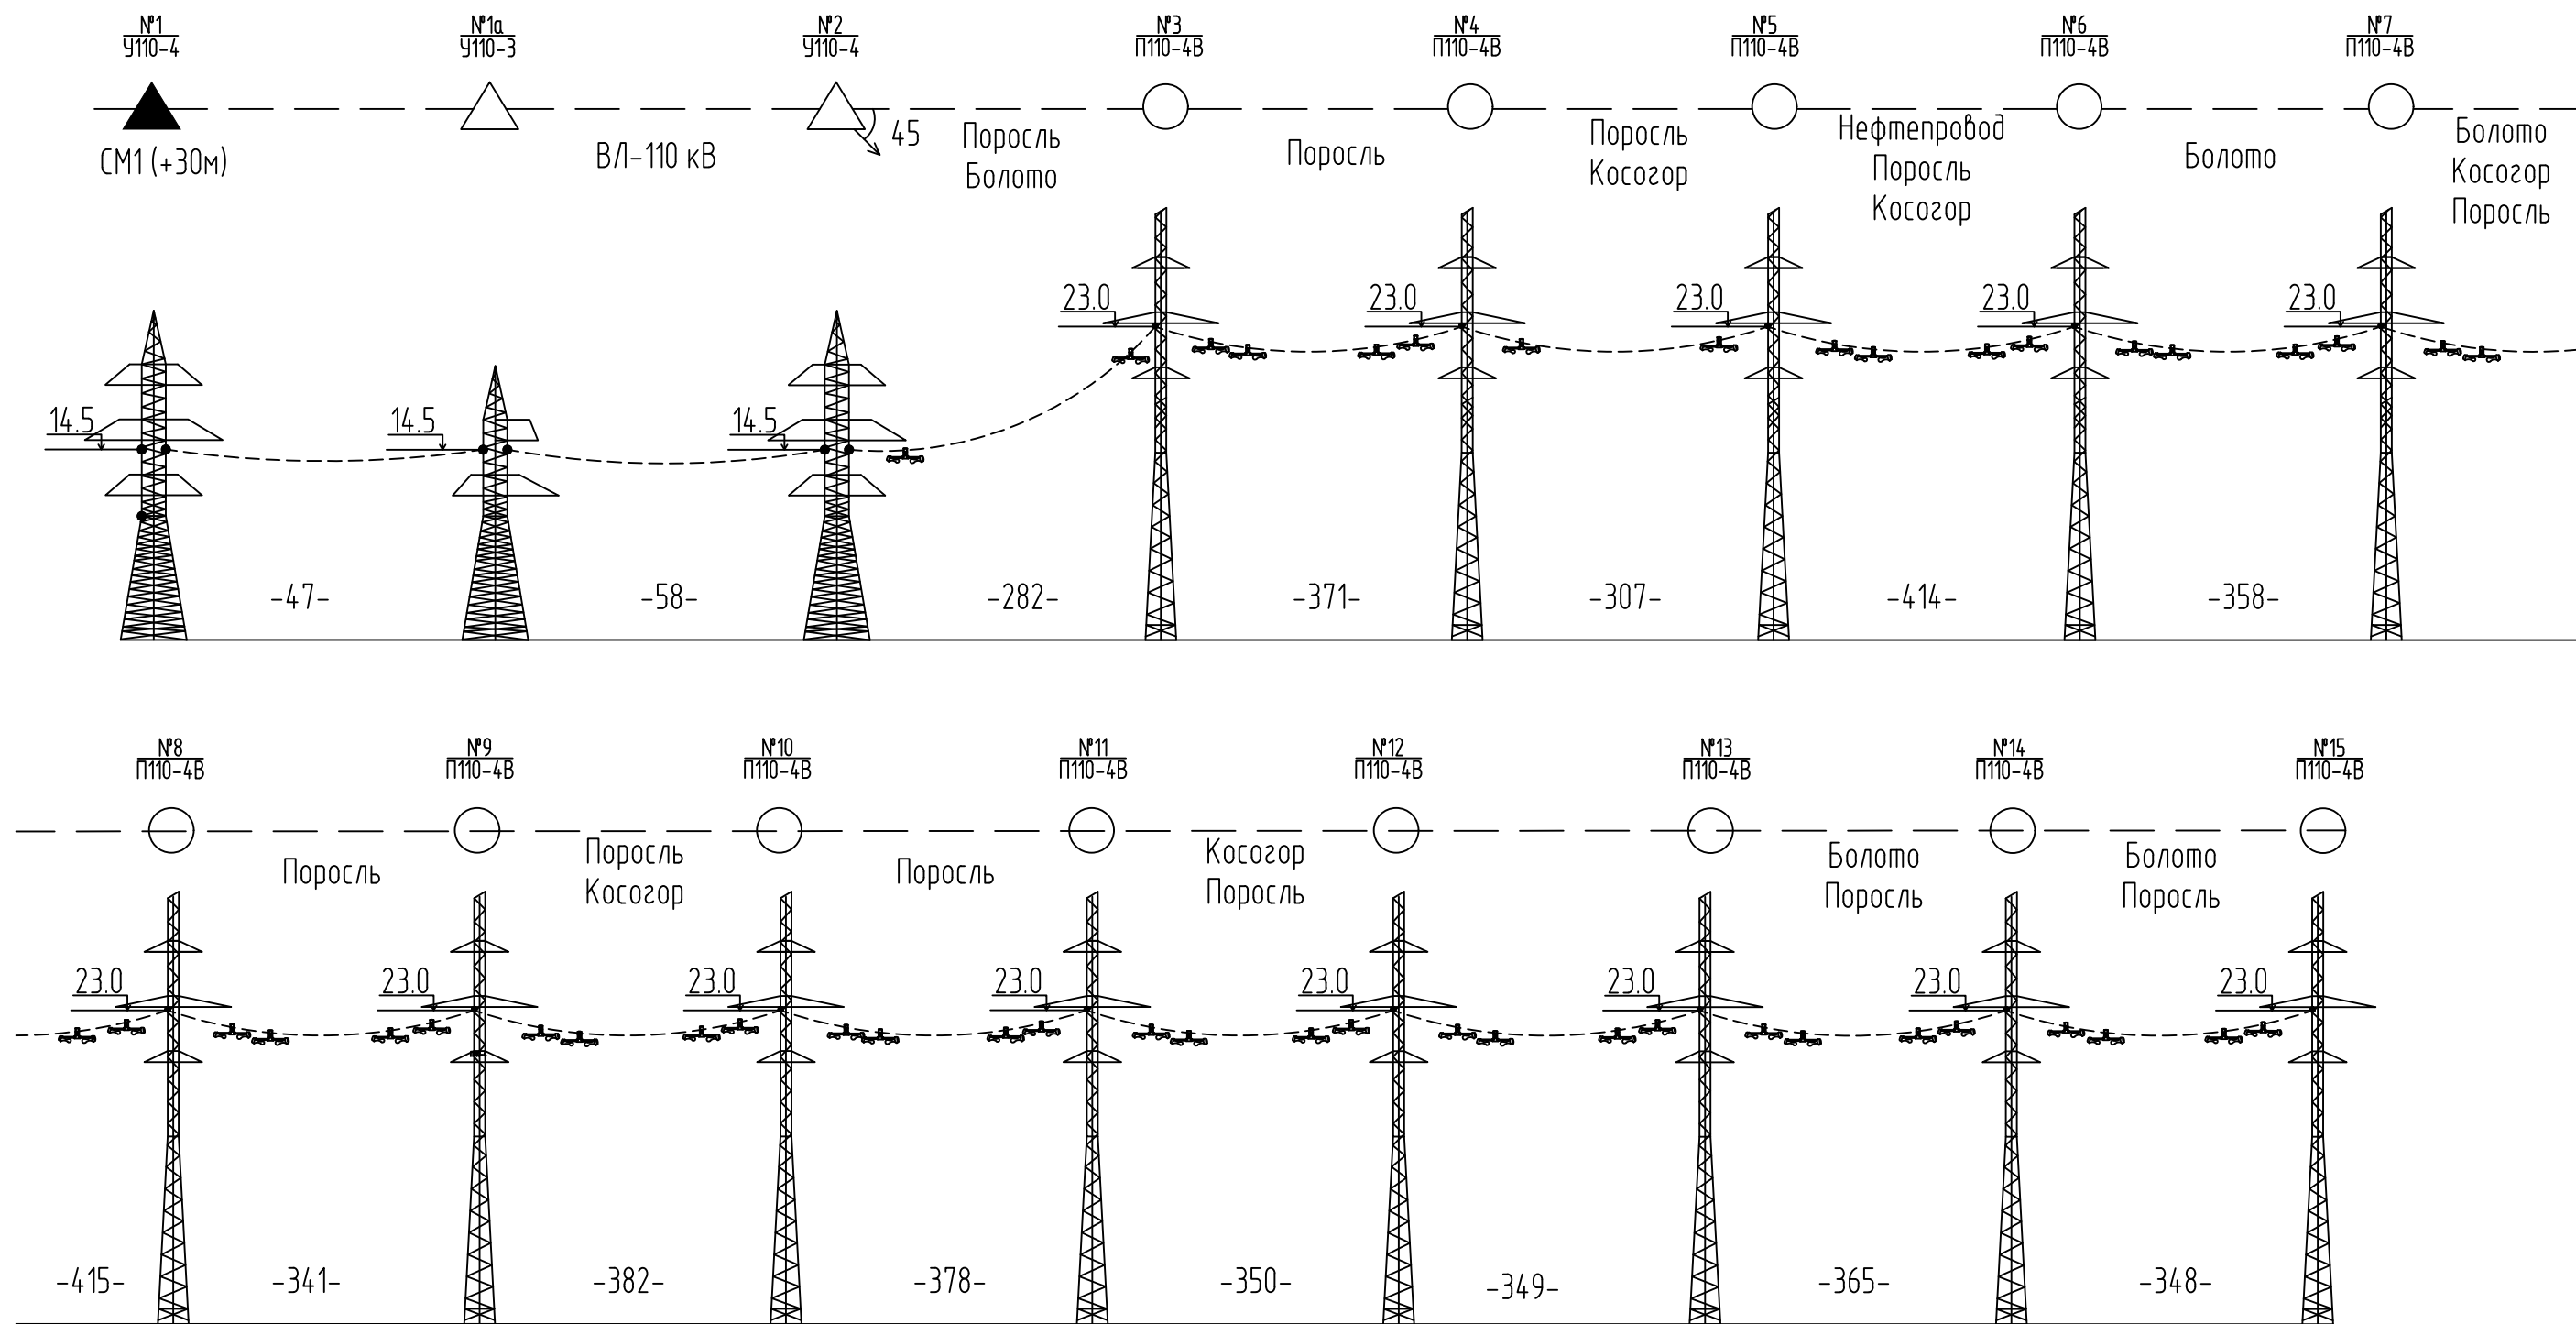 №1
У110-4
№1а
У110-3
№2
У110-4
№3
П110-4В
№4
П110-4В
№5
П110-4В
№6
П110-4В
№7
П110-4В
СМ1 (+30м)
ВЛ-110 кВ
45
Поросль
Болото
Поросль
Поросль
Косогор
Нефтепровод
Поросль
Косогор
Болото
Болото
Косогор
Поросль
14.5
14.5
14.5
23.0
23.0
23.0
23.0
23.0
-47-
-58-
-282-
-371-
-307-
-414-
-358-
№8
П110-4В
№9
П110-4В
№10
П110-4В
№11
П110-4В
№12
П110-4В
№13
П110-4В
№14
П110-4В
№15
П110-4В
Поросль
Поросль
Косогор
Поросль
Косогор
Поросль
Болото
Поросль
Болото
Поросль
23.0
23.0
23.0
23.0
23.0
23.0
23.0
23.0
-415-
-341-
-382-
-378-
-350-
-349-
-365-
-348-